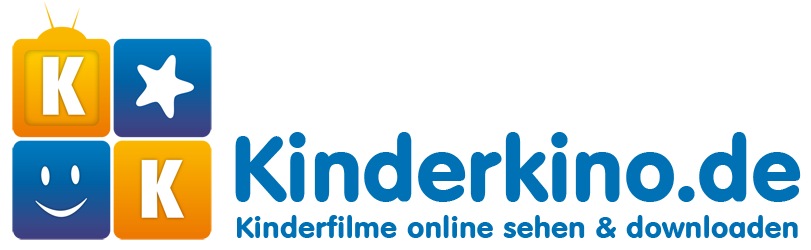 K
K
Kinderkino.de
Kinderfilme online sehen & downloaden